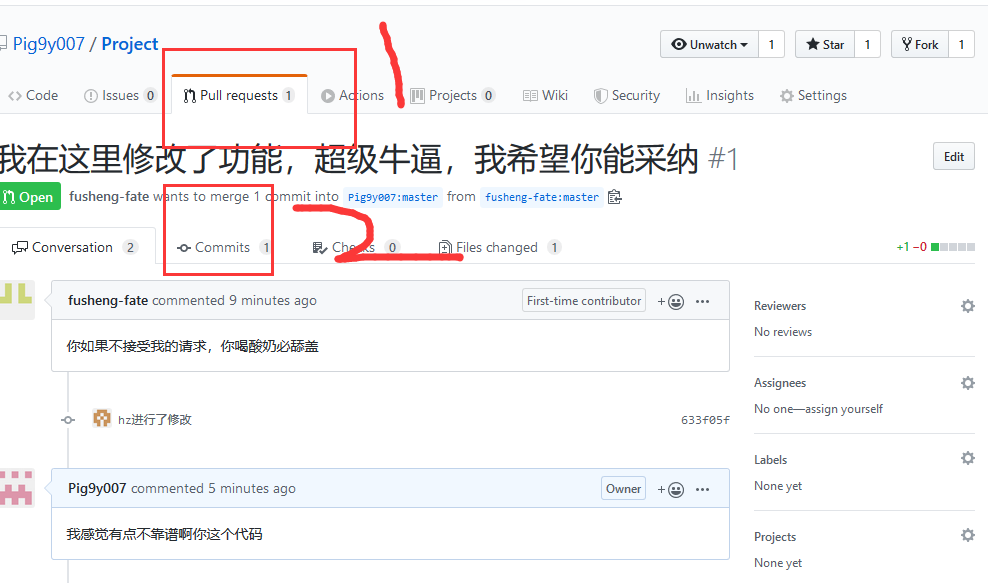 Pig9y007 / Project
Unwatch 1 Star 1 Fork 1
Code Issues 0 Pull requests 1 Actions Projects 0 Wiki Security Insights Settings
1
我在这里修改了功能，超级牛逼，我希望你能采纳 #1
Edit
Open fusheng-fate wants to merge 1 commit into Pig9y007:master from fusheng-fate:master
2
Conversation 2 Commits 1 Checks 0 Files changed 1 +1 −0
fusheng-fate commented 9 minutes ago First-time contributor
你如果不接受我的请求，你喝酸奶必舔盖
hz进行了修改 633f05f
Pig9y007 commented 5 minutes ago Owner
我感觉有点不靠谱啊你这个代码
Reviewers
No reviews
Assignees
No one—assign yourself
Labels
None yet
Projects
None yet